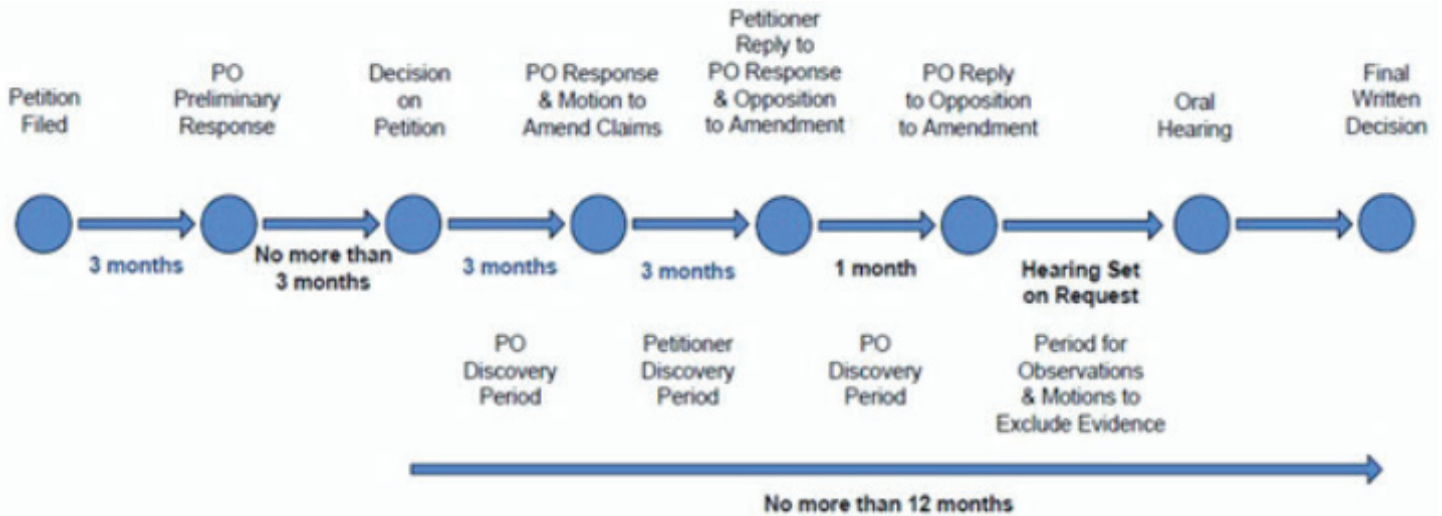 Petition
Filed
PO
Preliminary
Response
Decision
on
Petition
PO Response
& Motion to
Amend Claims
Petitioner
Reply to
PO Response
& Opposition
to Amendment
PO Reply
to Opposition
to Amendment
Oral
Hearing
Final
Written
Decision
3 months
No more than
3 months
3 months
3 months
1 month
Hearing Set
on Request
PO
Discovery
Period
Petitioner
Discovery
Period
PO
Discovery
Period
Period for
Observations
& Motions to
Exclude Evidence
No more than 12 months